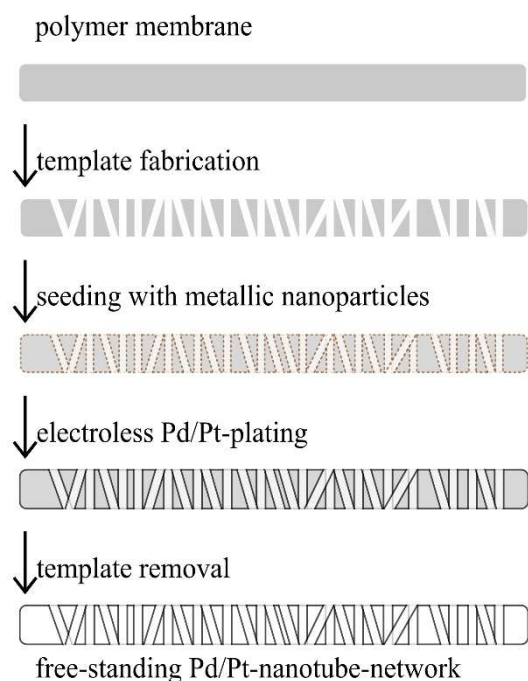 polymer membrane
template fabrication
seeding with metallic nanoparticles
electroless Pd/Pt-plating
template removal
free-standing Pd/Pt-nanotube-network